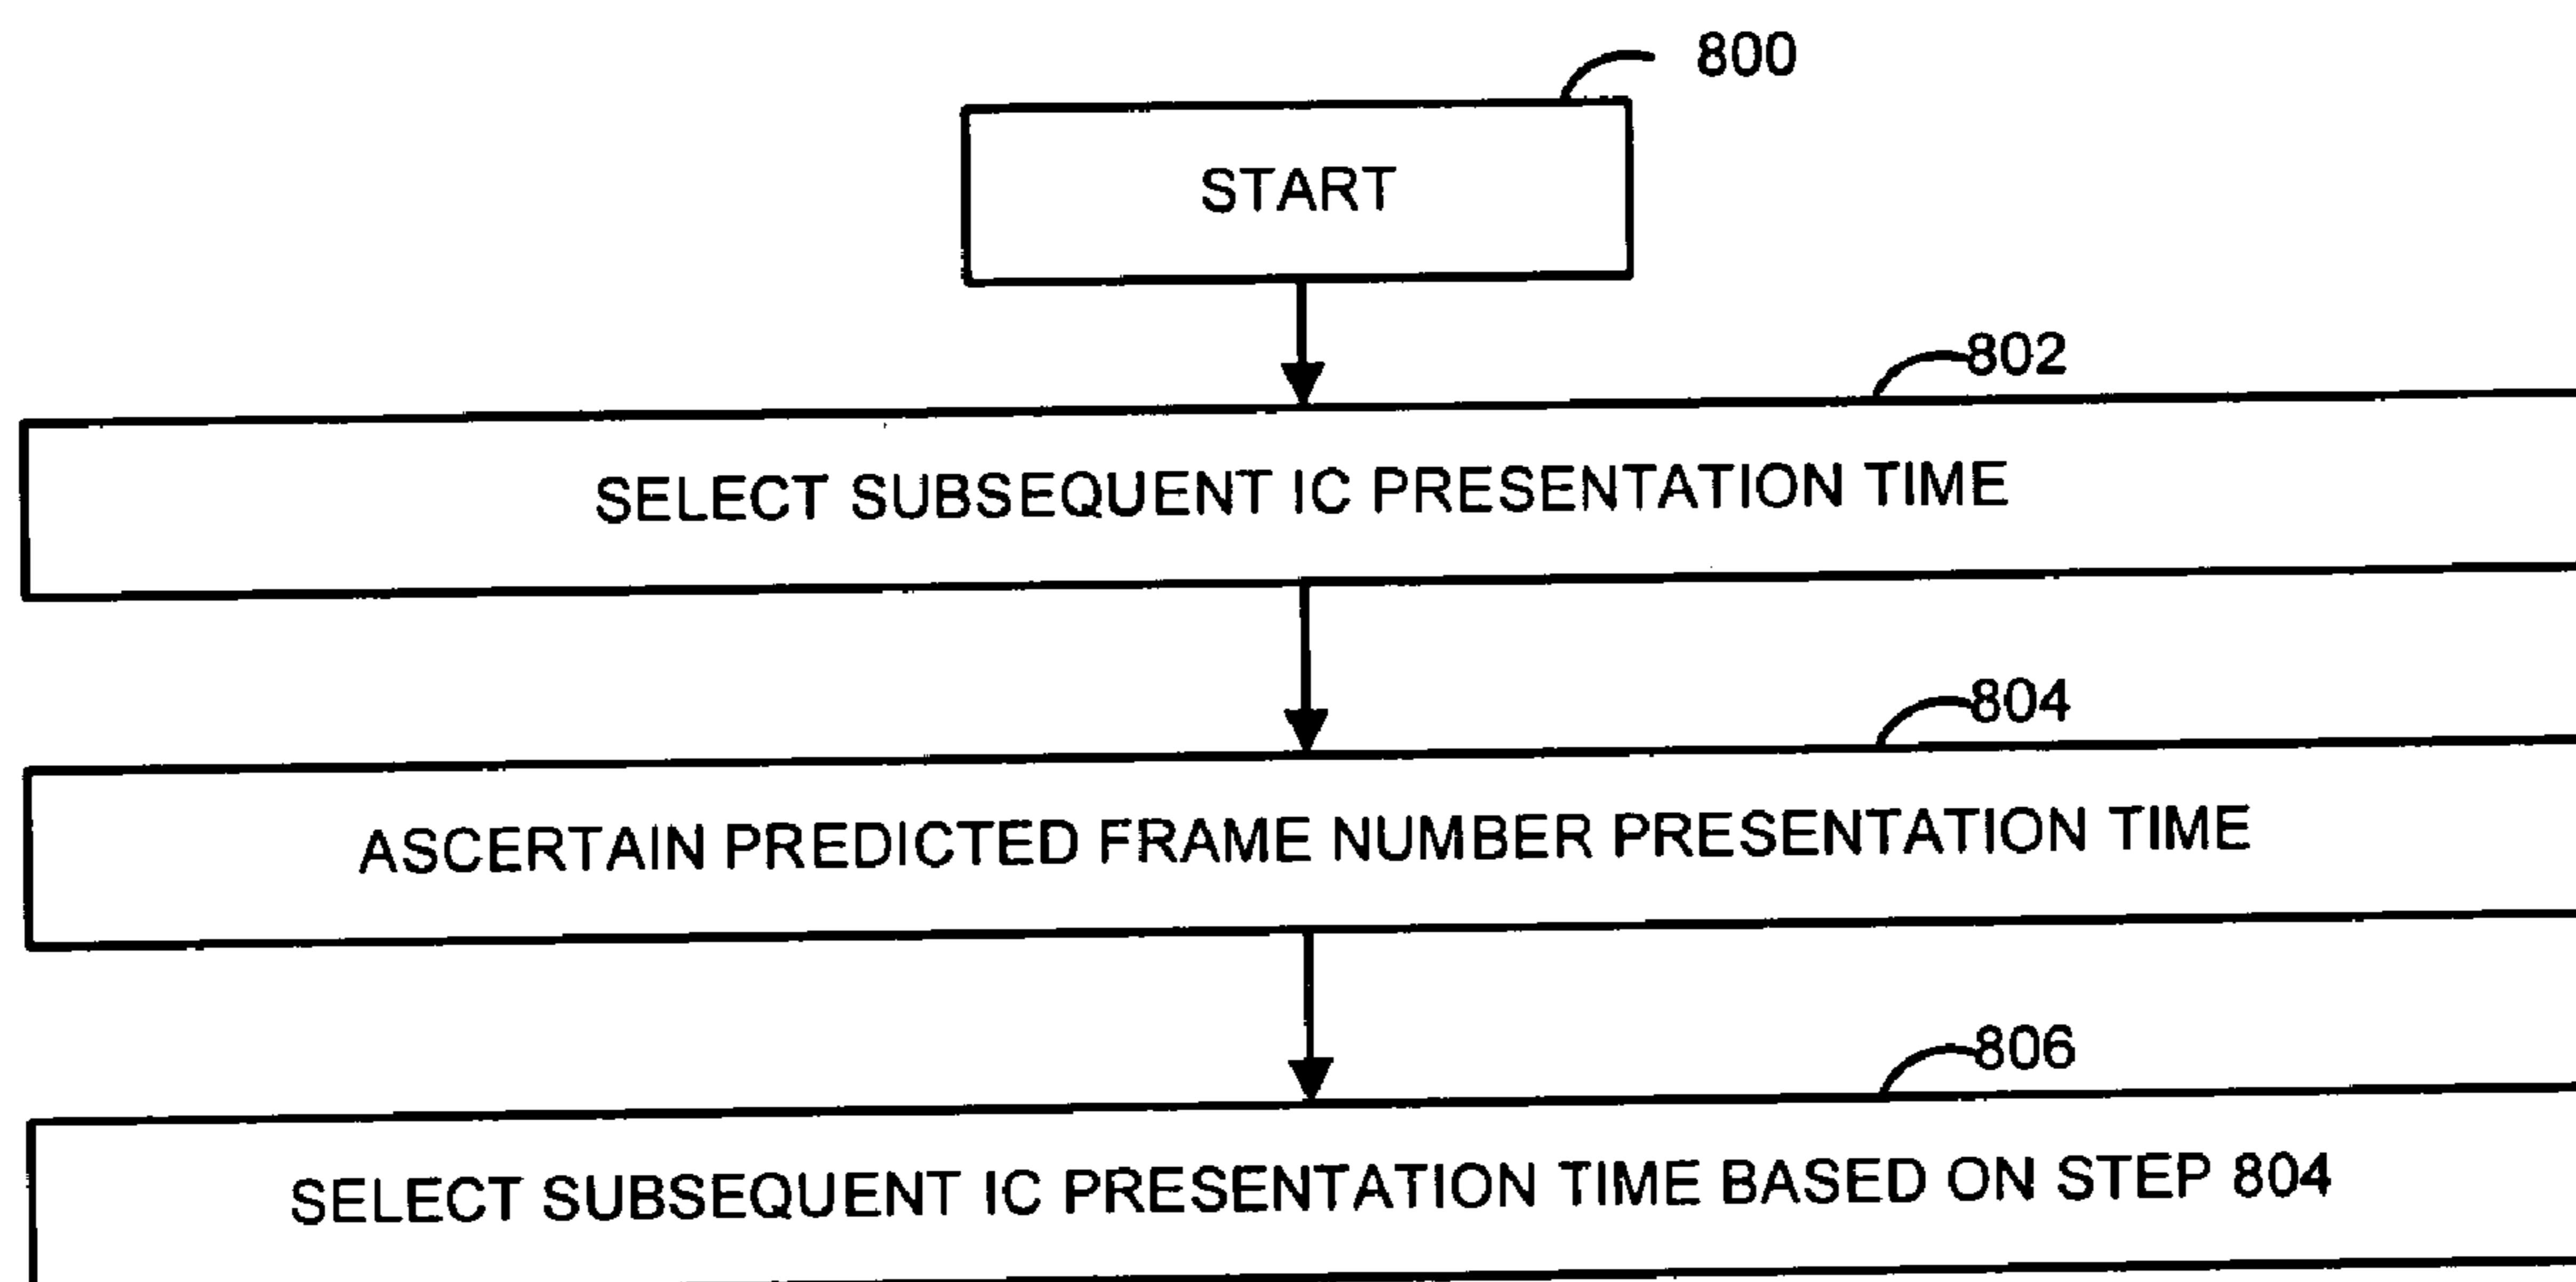 800
START
802
SELECT SUBSEQUENT IC PRESENTATION TIME
804
ASCERTAIN PREDICTED FRAME NUMBER PRESENTATION TIME
806
SELECT SUBSEQUENT IC PRESENTATION TIME BASED ON STEP 804